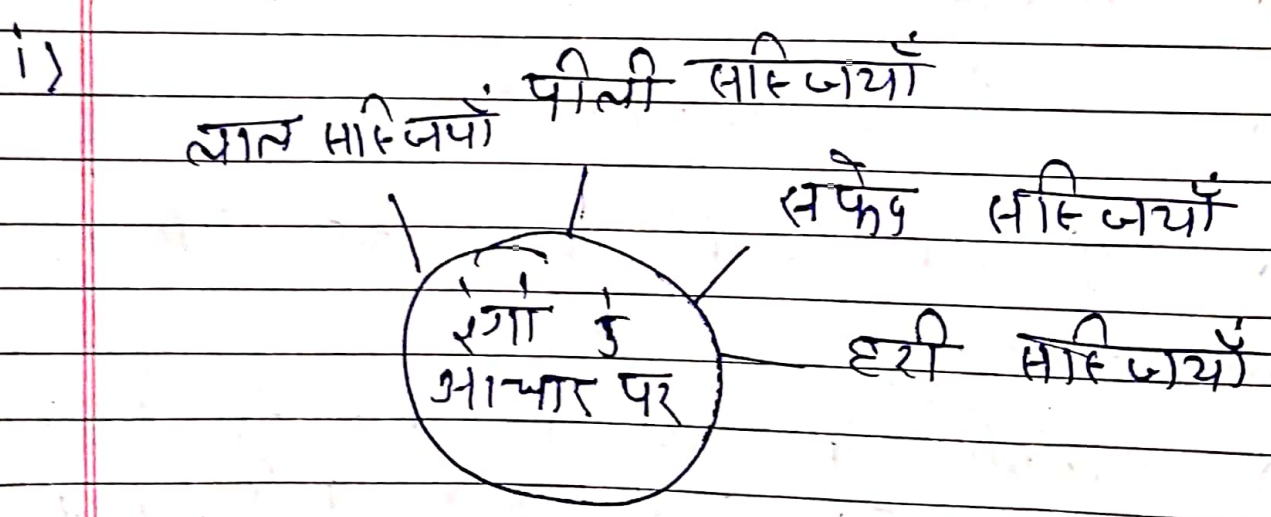 i)
पीली सब्जियाँ
लाल सब्जियाँ
सफेद सब्जियाँ
रंगों के
आधार पर
हरी सब्जियाँ